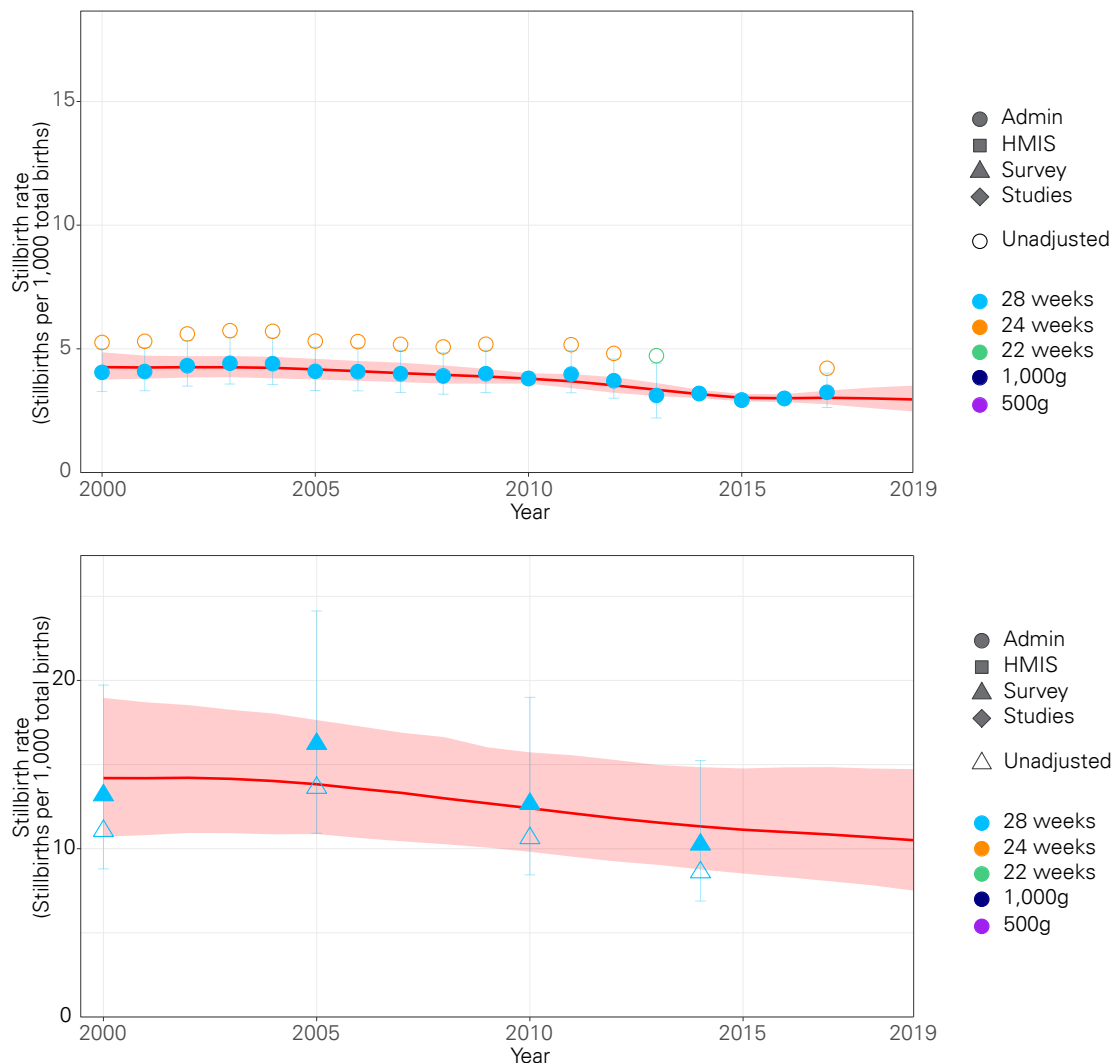 15
10
5
0
Stillbirth rate
(Stillbirths per 1,000 total births)
2000
2005
2010
2015
2019
Year
Admin
HMIS
Survey
Studies
Unadjusted
28 weeks
24 weeks
22 weeks
1,000g
500g
20
10
0
Stillbirth rate
(Stillbirths per 1,000 total births)
2000
2005
2010
2015
2019
Year
Admin
HMIS
Survey
Studies
Unadjusted
28 weeks
24 weeks
22 weeks
1,000g
500g